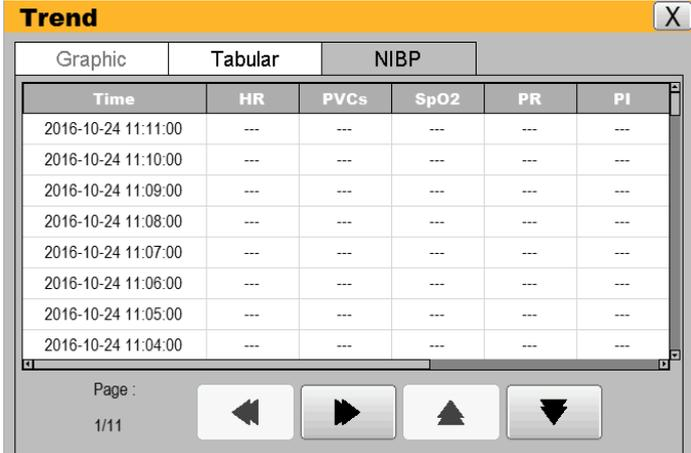 Trend X
Graphic Tabular NIBP
Time HR PVCs SpO2 PR PI
2016-10-24 11:11:00 --- --- --- --- ---
2016-10-24 11:10:00 --- --- --- --- ---
2016-10-24 11:09:00 --- --- --- --- ---
2016-10-24 11:08:00 --- --- --- --- ---
2016-10-24 11:07:00 --- --- --- --- ---
2016-10-24 11:06:00 --- --- --- --- ---
2016-10-24 11:05:00 --- --- --- --- ---
2016-10-24 11:04:00 --- --- --- --- ---
Page :
1/11